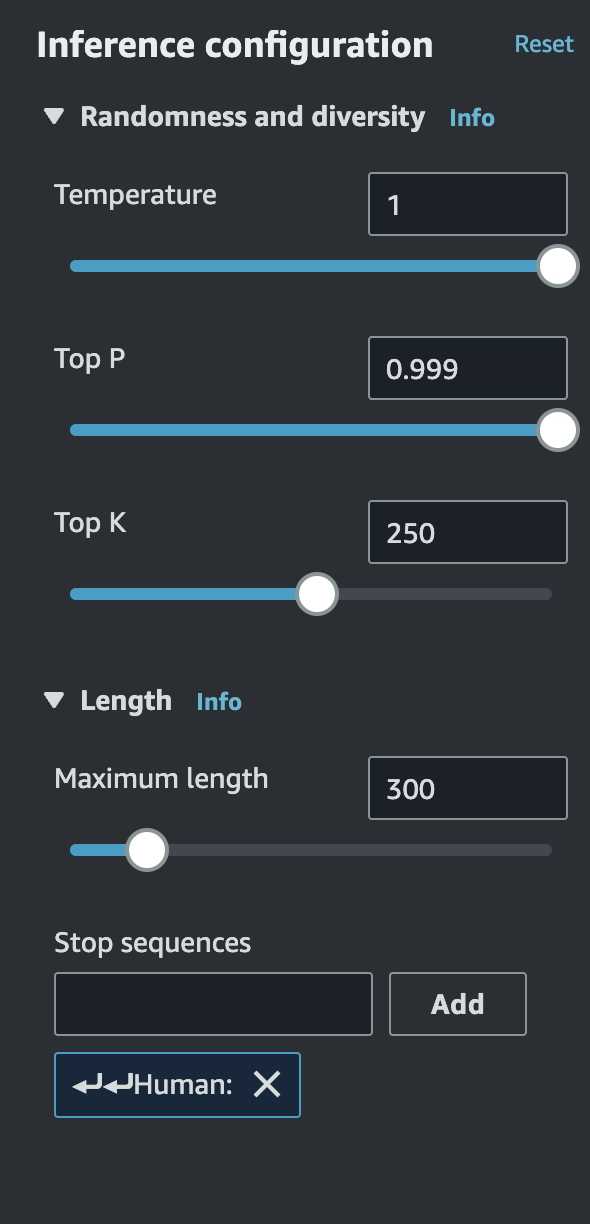 Inference configuration Reset
Randomness and diversity Info
Temperature 1
Top P 0.999
Top K 250
Length Info
Maximum length 300
Stop sequences
Add
↵↵Human: